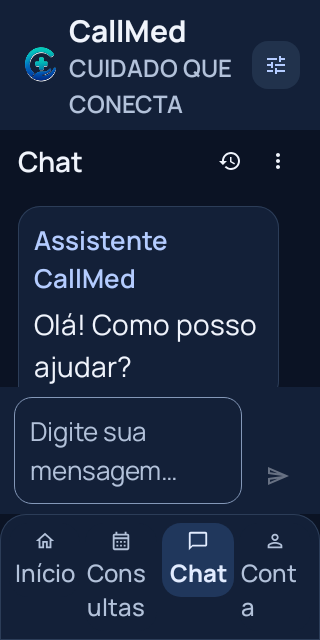 CallMed
CUIDADO QUE
CONECTA
Chat
Assistente
CallMed
Olá! Como posso
ajudar?
Digite sua
mensagem...
Início
Cons
ultas
Chat
Cont
a